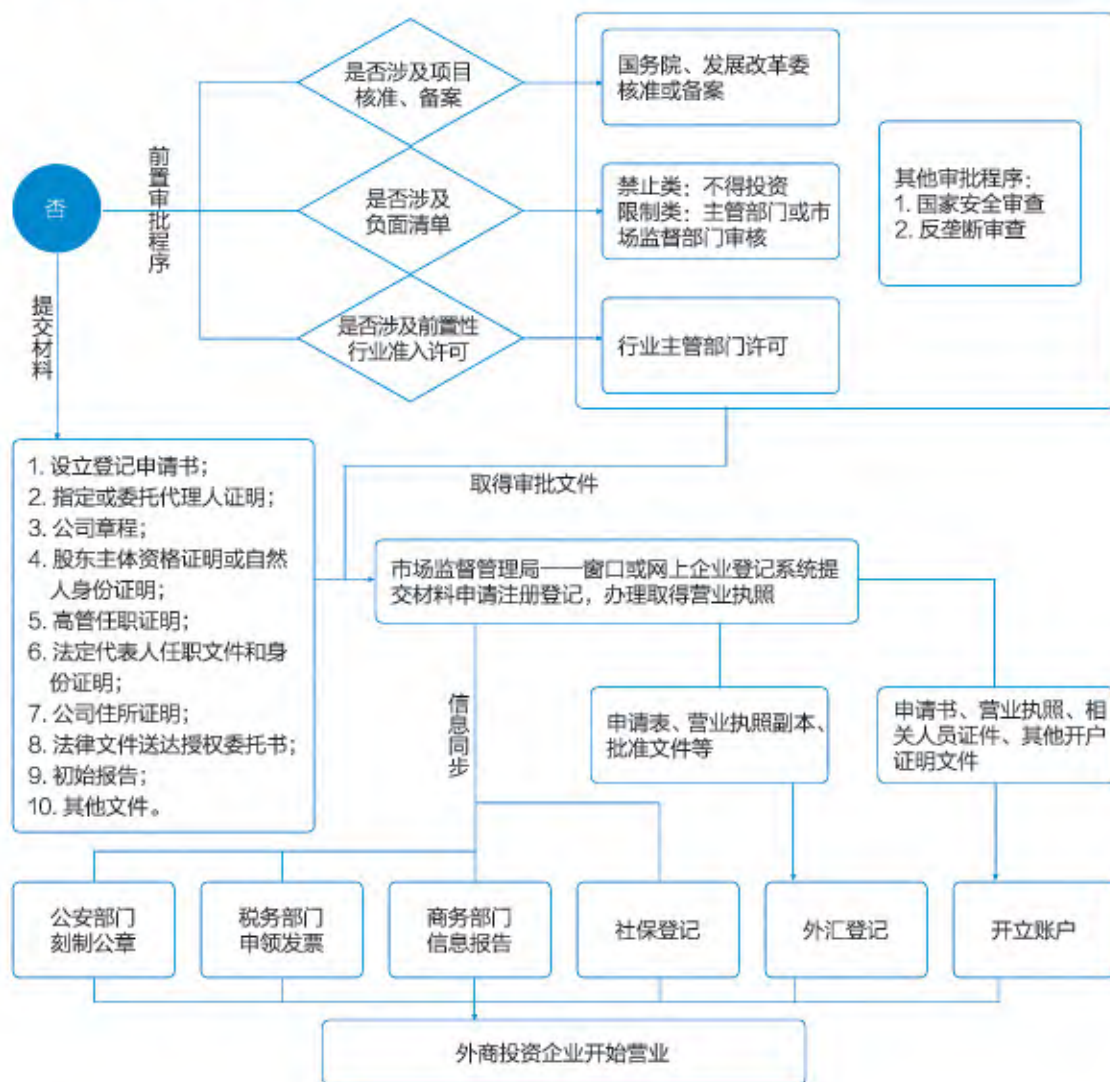 是否涉及项目
核准、备案
国务院、发展改革委
核准或备案
前置审批程序
否
是否涉及
负面清单
禁止类：不得投资
限制类：主管部门或市
场监督部门审核
其他审批程序：
1. 国家安全审查
2. 反垄断审查
提交材料
是否涉及前置性
行业准入许可
行业主管部门许可
1. 设立登记申请书；
2. 指定或委托代理人证明；
3. 公司章程；
4. 股东主体资格证明或自然
人身份证明；
5. 高管任职证明；
6. 法定代表人任职文件和身
份证明；
7. 公司住所证明；
8. 法律文件送达授权委托书；
9. 初始报告；
10. 其他文件。
取得审批文件
市场监督管理局——窗口或网上企业登记系统提
交材料申请注册登记，办理取得营业执照
信息同步
申请表、营业执照副本、
批准文件等
申请书、营业执照、相
关人员证件、其他开户
证明文件
公安部门
刻制公章
税务部门
申领发票
商务部门
信息报告
社保登记
外汇登记
开立账户
外商投资企业开始营业